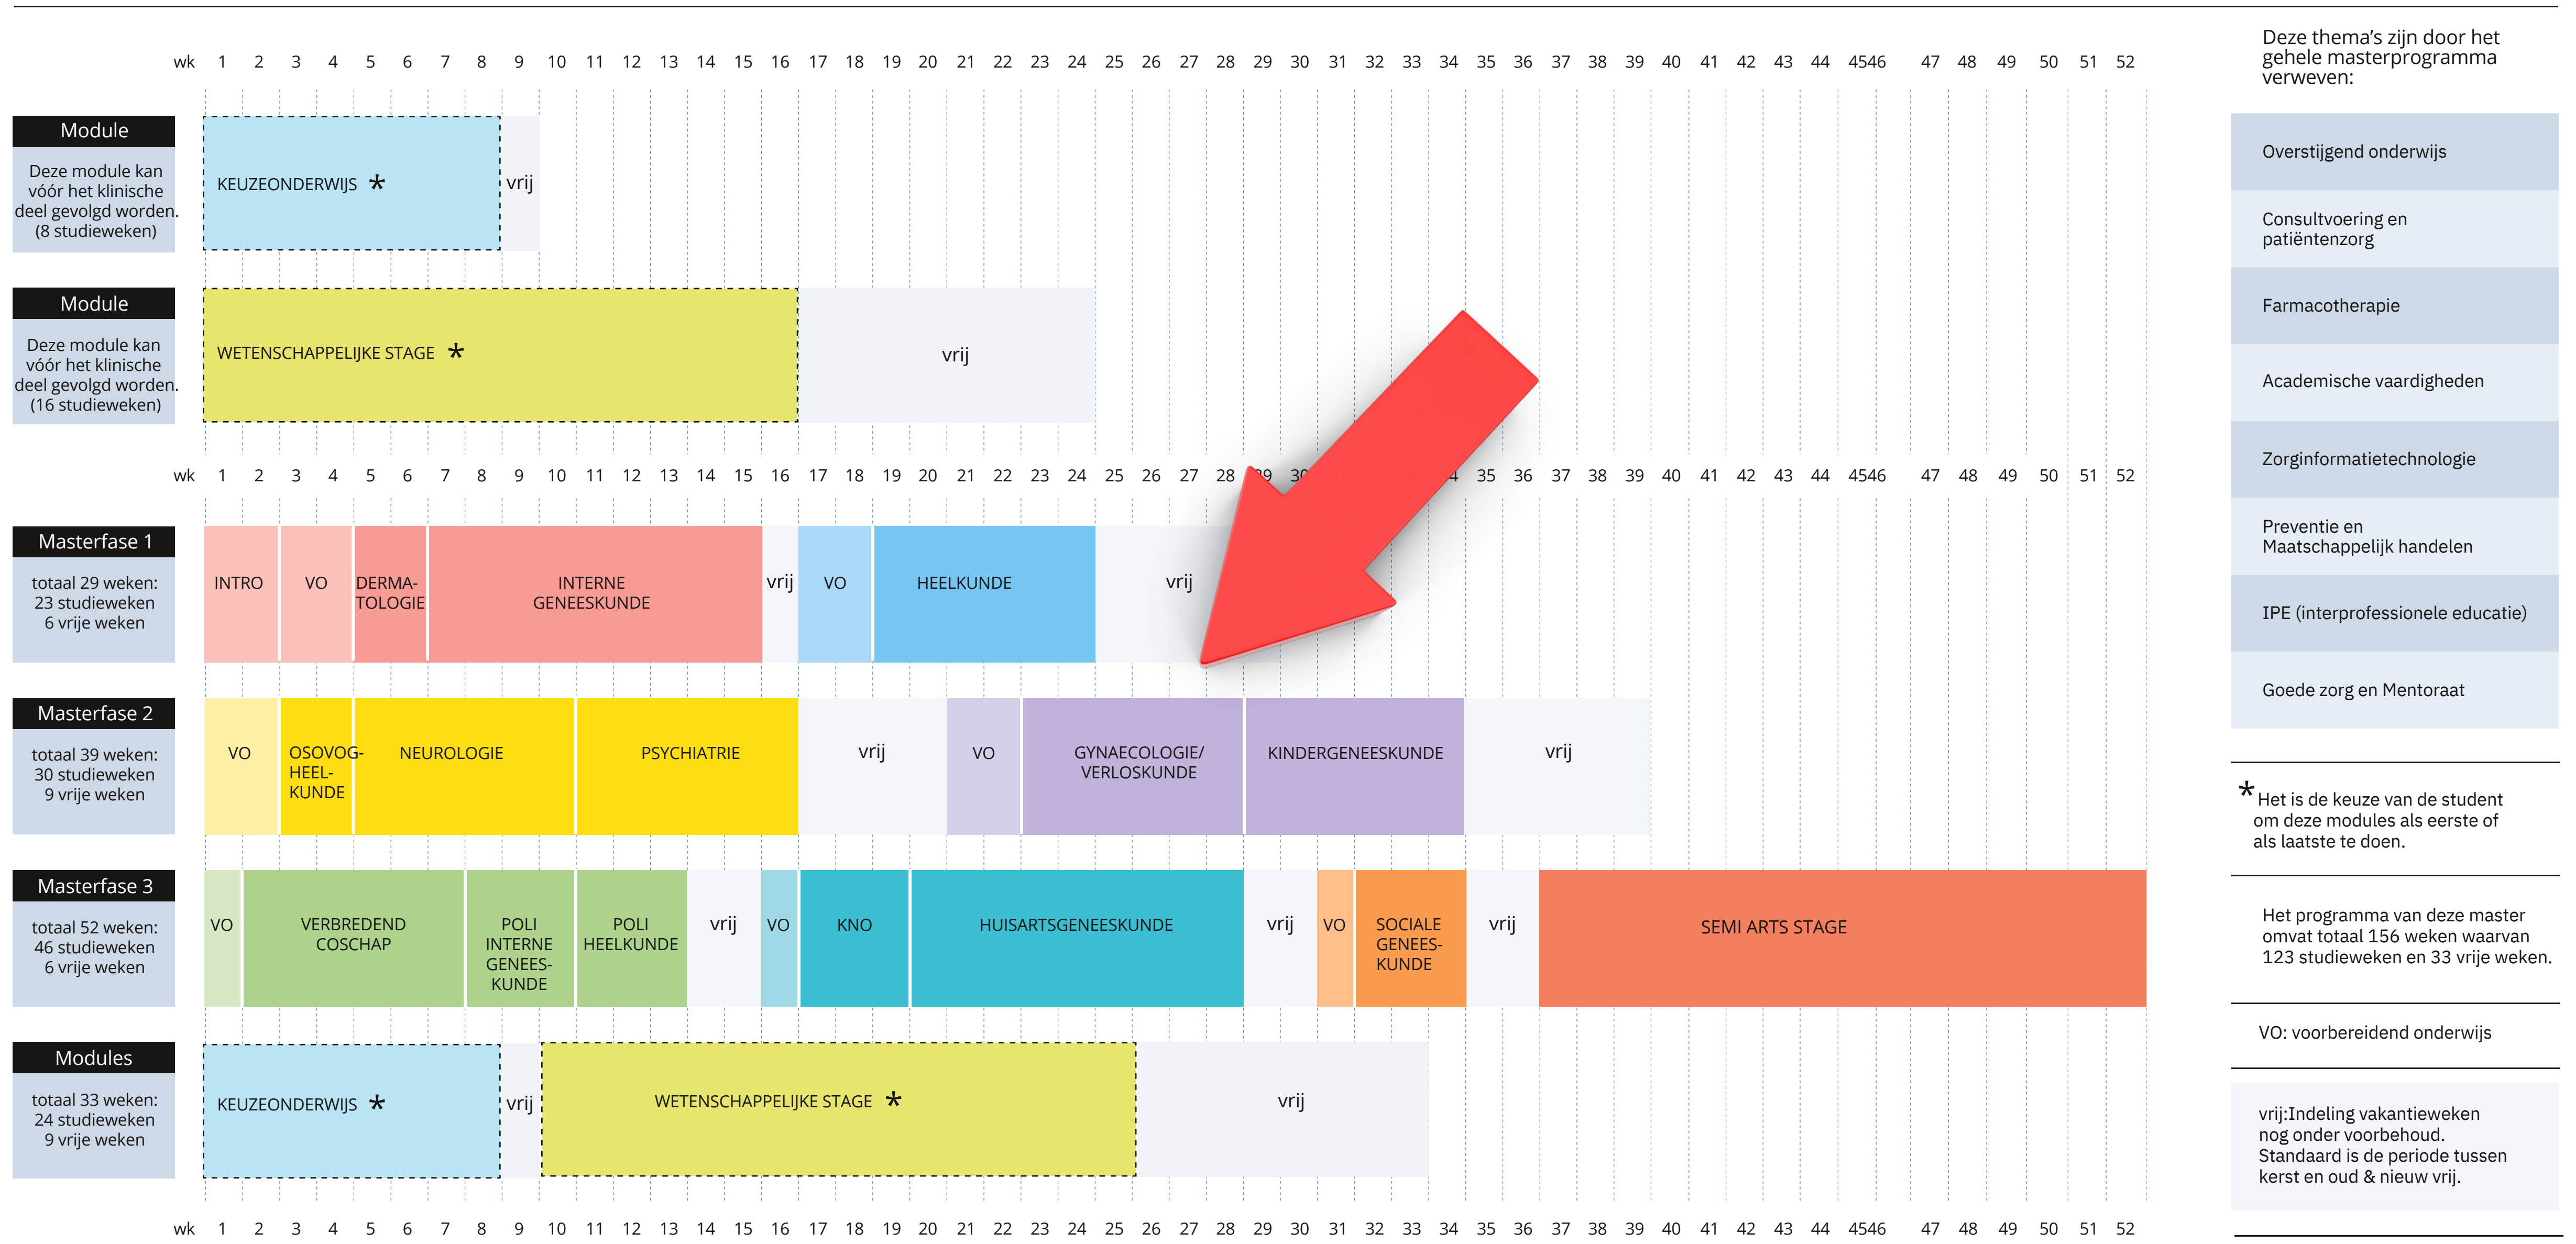 wk 1 2 3 4 5 6 7 8 9 10 11 12 13 14 15 16 17 18 19 20 21 22 23 24 25 26 27 28 29 30 31 32 33 34 35 36 37 38 39 40 41 42 43 44 4546 47 48 49 50 51 52
Module
Deze module kan
vóór het klinische
deel gevolgd worden.
(8 studieweken)
KEUZEONDERWIJS *
vrij
Module
Deze module kan
vóór het klinische
deel gevolgd worden.
(16 studieweken)
WETENSCHAPPELIJKE STAGE *
vrij
wk 1 2 3 4 5 6 7 8 9 10 11 12 13 14 15 16 17 18 19 20 21 22 23 24 25 26 27 28 29 30 35 36 37 38 39 40 41 42 43 44 4546 47 48 49 50 51 52
Masterfase 1
totaal 29 weken:
23 studieweken
6 vrije weken
INTRO
VO
DERMA-
TOLOGIE
INTERNE
GENEESKUNDE
vrij
VO
HEELKUNDE
vrij
Masterfase 2
totaal 39 weken:
30 studieweken
9 vrije weken
VO
OSOVOG-
HEEL-
KUNDE
NEUROLOGIE
PSYCHIATRIE
vrij
VO
GYNAECOLOGIE/
VERLOSKUNDE
KINDERGENEESKUNDE
vrij
Masterfase 3
totaal 52 weken:
46 studieweken
6 vrije weken
VO
VERBREDEND
COSCHAP
POLI
INTERNE
GENEES-
KUNDE
POLI
HEELKUNDE
vrij
VO
KNO
HUISARTSGENEESKUNDE
vrij
VO
SOCIALE
GENEES-
KUNDE
vrij
SEMI ARTS STAGE
Modules
totaal 33 weken:
24 studieweken
9 vrije weken
KEUZEONDERWIJS *
vrij
WETENSCHAPPELIJKE STAGE *
vrij
wk 1 2 3 4 5 6 7 8 9 10 11 12 13 14 15 16 17 18 19 20 21 22 23 24 25 26 27 28 29 30 31 32 33 34 35 36 37 38 39 40 41 42 43 44 4546 47 48 49 50 51 52
Deze thema's zijn door het
gehele masterprogramma
verweven:
Overstijgend onderwijs
Consultvoering en
patiëntenzorg
Farmacotherapie
Academische vaardigheden
Zorginformatietechnologie
Preventie en
Maatschappelijk handelen
IPE (interprofessionele educatie)
Goede zorg en Mentoraat
* Het is de keuze van de student
om deze modules als eerste of
als laatste te doen.
Het programma van deze master
omvat totaal 156 weken waarvan
123 studieweken en 33 vrije weken.
VO: voorbereidend onderwijs
vrij:Indeling vakantieweken
nog onder voorbehoud.
Standaard is de periode tussen
kerst en oud & nieuw vrij.